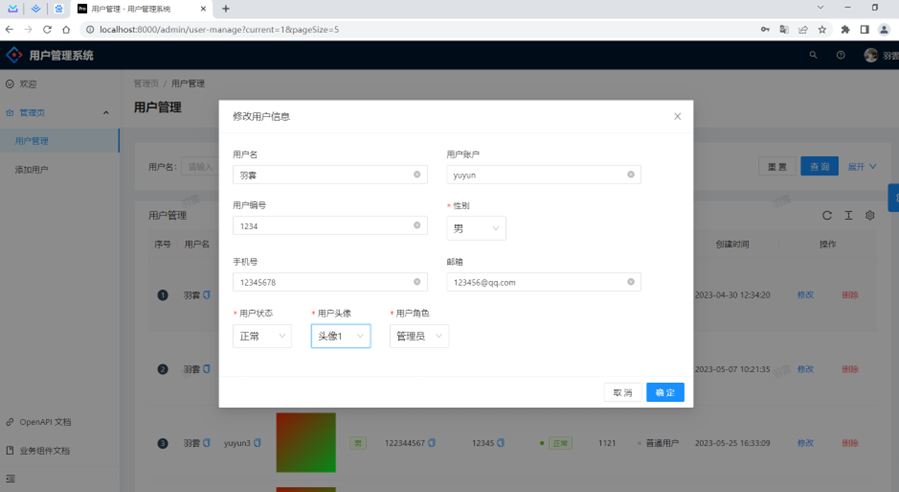 用户管理 - 用户管理系统
localhost:8000/admin/user-manage?current=1&pageSize=5
用户管理系统
羽雲
欢迎
管理页 / 用户管理
管理页
用户管理
用户管理
添加用户
用户名: 请输入
重置
查询
展开
用户管理
序号
用户名
创建时间
操作
1
羽雲
2023-04-30 12:34:20
修改
删除
2
羽雲
2023-05-07 10:21:35
修改
删除
3
羽雲
yuyun3
男
122344567
12345
正常
1121
普通用户
2023-05-25 16:33:09
修改
删除
修改用户信息
用户名
用户账户
羽雲
yuyun
用户编号
* 性别
1234
男
手机号
邮箱
12345678
123456@qq.com
* 用户状态
* 用户头像
* 用户角色
正常
头像1
管理员
取消
确定
OpenAPI 文档
业务组件文档